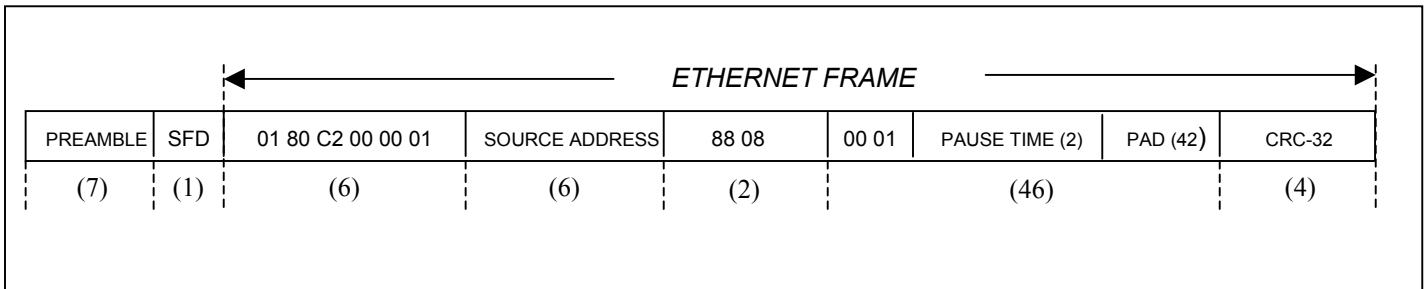 ETHERNET FRAME
PREAMBLE SFD 01 80 C2 00 00 01 SOURCE ADDRESS 88 08 00 01 PAUSE TIME (2) PAD (42) CRC-32
(7) (1) (6) (6) (2) (46) (4)